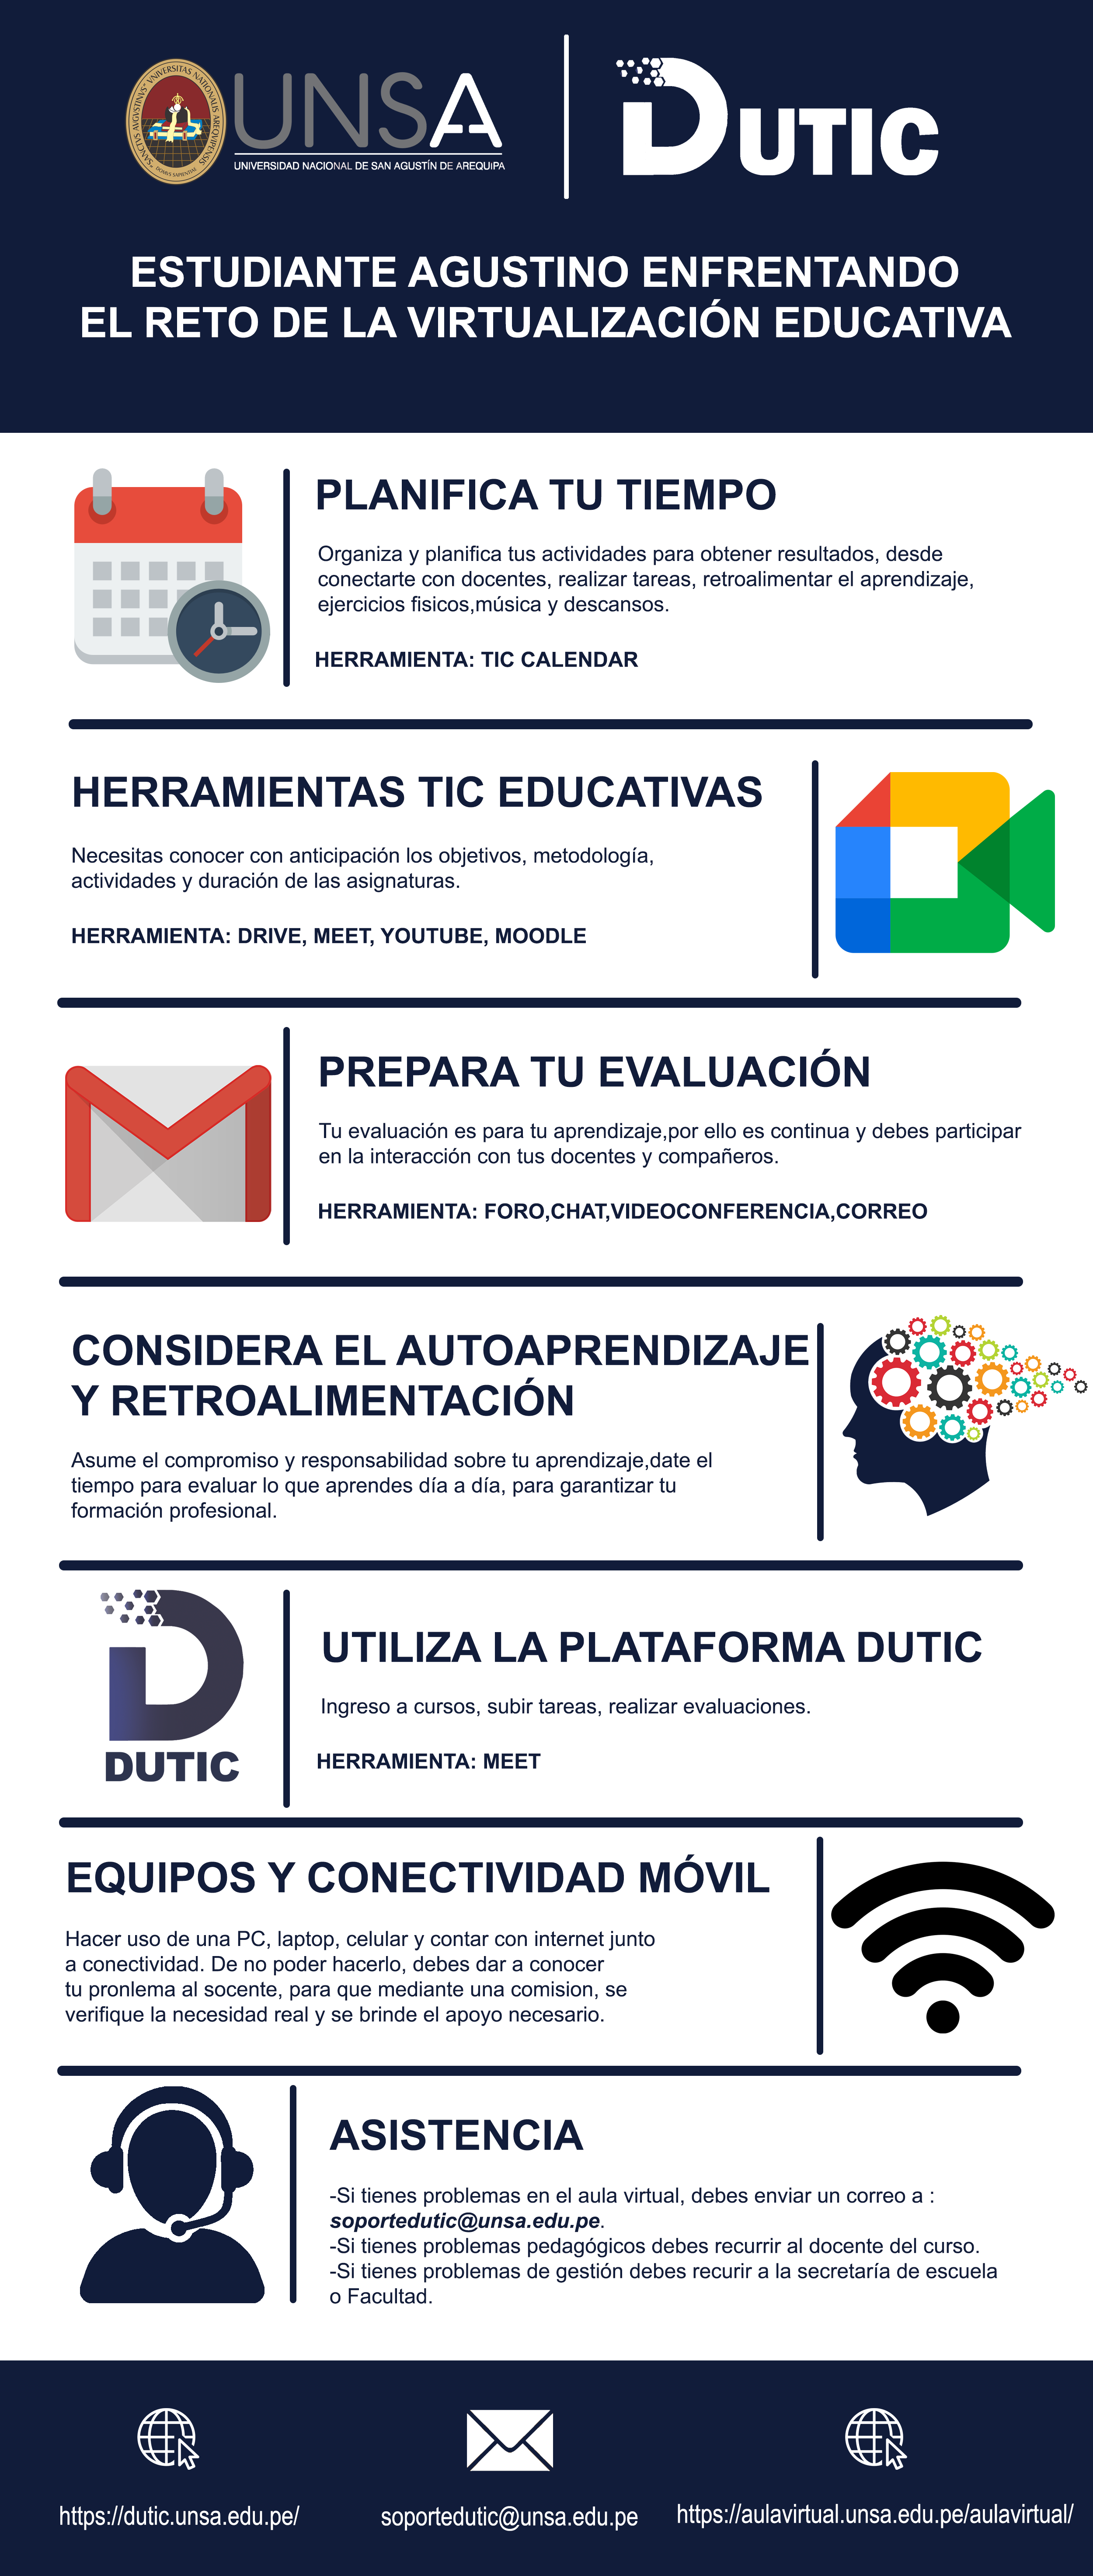 SANCTI AVGVSTINVS" VNIVERSITAS NATIONALIS AREQVIPENSIS
DONVS SAPIENTIAE
UNSA
UNIVERSIDAD NACIONAL DE SAN AGUSTÍN DE AREQUIPA
DUTIC
ESTUDIANTE AGUSTINO ENFRENTANDO
EL RETO DE LA VIRTUALIZACIÓN EDUCATIVA
PLANIFICA TU TIEMPO
Organiza y planifica tus actividades para obtener resultados, desde
conectarte con docentes, realizar tareas, retroalimentar el aprendizaje,
ejercicios fisicos,música y descansos.
HERRAMIENTA: TIC CALENDAR
HERRAMIENTAS TIC EDUCATIVAS
Necesitas conocer con anticipación los objetivos, metodología,
actividades y duración de las asignaturas.
HERRAMIENTA: DRIVE, MEET, YOUTUBE, MOODLE
PREPARA TU EVALUACIÓN
Tu evaluación es para tu aprendizaje,por ello es continua y debes participar
en la interacción con tus docentes y compañeros.
HERRAMIENTA: FORO,CHAT,VIDEOCONFERENCIA,CORREO
CONSIDERA EL AUTOAPRENDIZAJE
Y RETROALIMENTACIÓN
Asume el compromiso y responsabilidad sobre tu aprendizaje,date el
tiempo para evaluar lo que aprendes día a día, para garantizar tu
formación profesional.
DUTIC
UTILIZA LA PLATAFORMA DUTIC
Ingreso a cursos, subir tareas, realizar evaluaciones.
HERRAMIENTA: MEET
EQUIPOS Y CONECTIVIDAD MÓVIL
Hacer uso de una PC, laptop, celular y contar con internet junto
a conectividad. De no poder hacerlo, debes dar a conocer
tu pronlema al socente, para que mediante una comision, se
verifique la necesidad real y se brinde el apoyo necesario.
ASISTENCIA
-Si tienes problemas en el aula virtual, debes enviar un correo a :
soportedutic@unsa.edu.pe.
-Si tienes problemas pedagógicos debes recurrir al docente del curso.
-Si tienes problemas de gestión debes recurir a la secretaría de escuela
o Facultad.
https://dutic.unsa.edu.pe/
soportedutic@unsa.edu.pe
https://aulavirtual.unsa.edu.pe/aulavirtual/